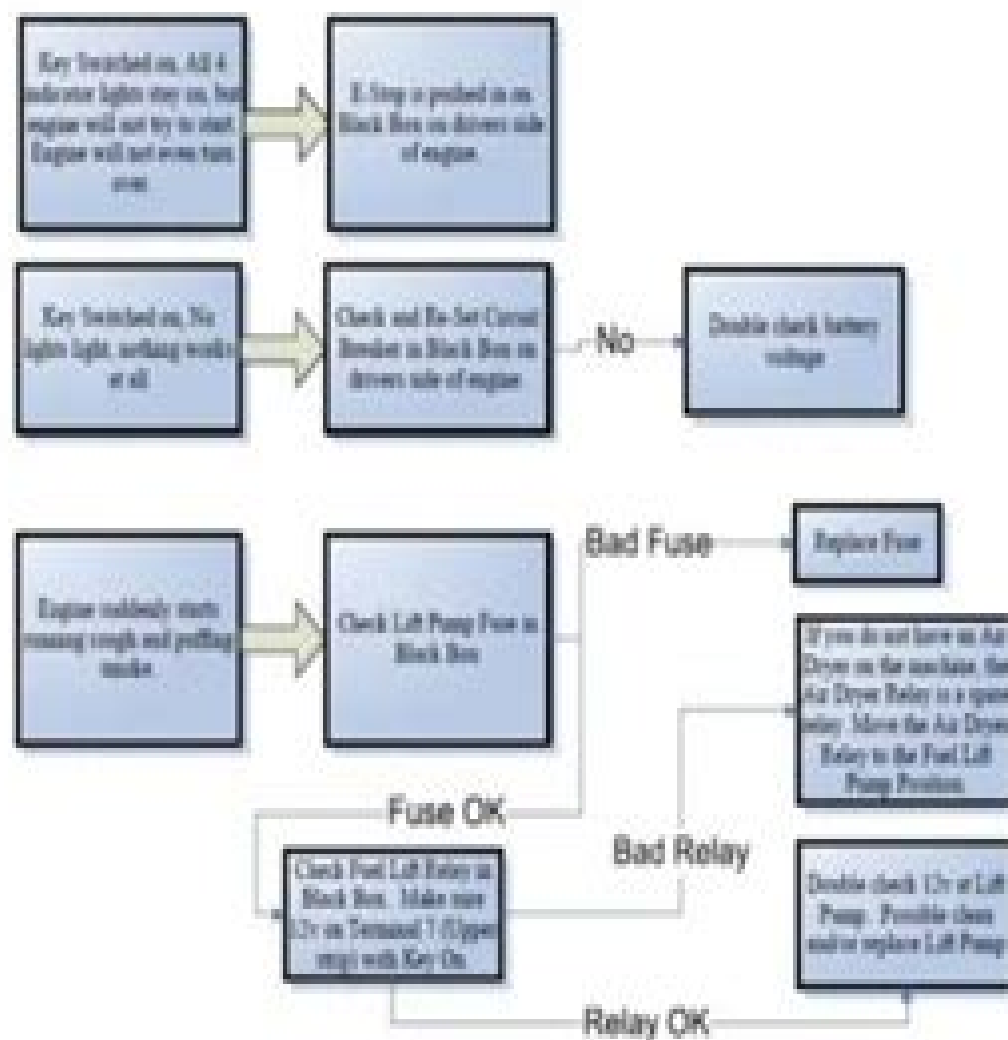 Key Switched on, All 4
indicator lights stay on, but
engine will not try to start.
Engine will not even turn
over.
E-Stop is pushed in on
Block Box on drivers side
of engine.
Key Switched on, No
lights light, nothing works
at all
Check and Re-Set Circuit
Breaker in Block Box on
drivers side of engine
No
Double check battery
voltage
Engine suddenly starts
running rough and puffing
smoke.
Check Lift Pump Fuse in
Block Box
Bad Fuse
Replace Fuse
If you do not have an Air
Dryer on the machine, the
Air Dryer Relay is a spare
relay. Move the Air Dryer
Relay to the Fuel Lift
Pump Position.
Fuse OK
Check Fuel Lift Relay in
Block Box. Make sure
12v on Terminal (Upper
strip) with Key On.
Bad Relay
Double check 12v at Lift
Pump. Possible clean
and/or replace Lift Pump
Relay OK